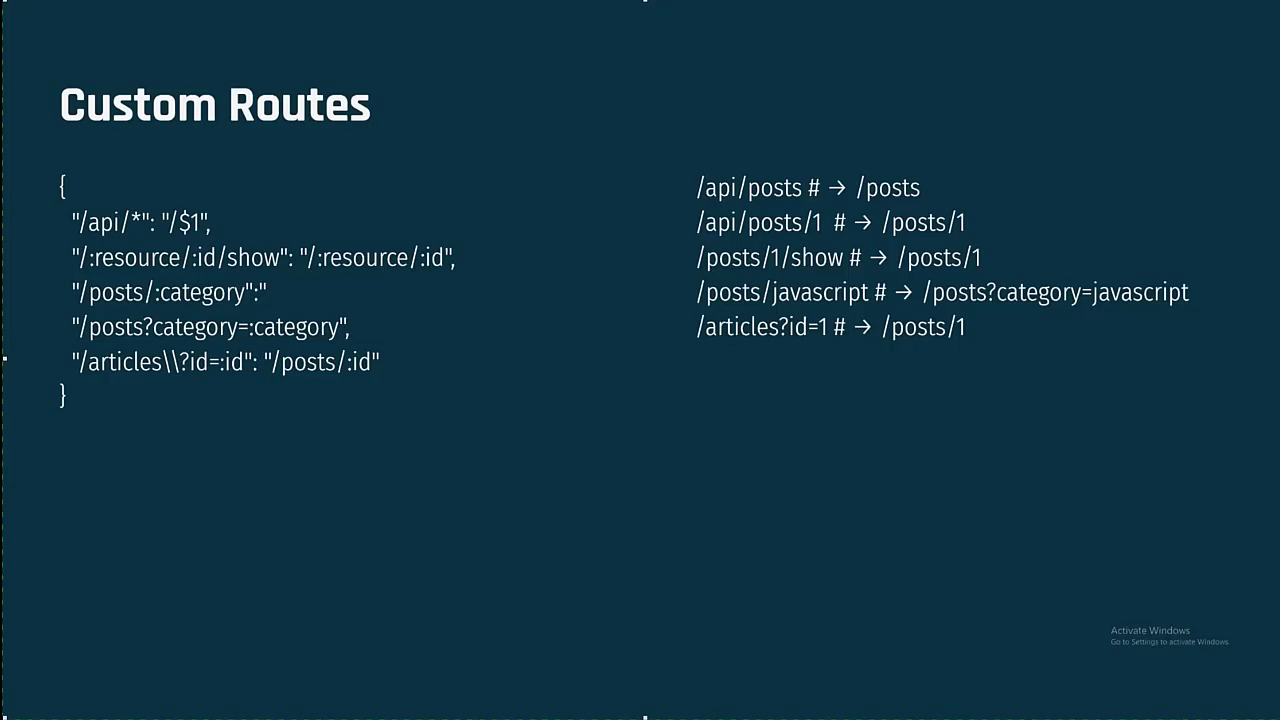 Custom Routes
{
"/api/*": "/$1",
"/:resource/:id/show": "/:resource/:id",
"/posts/:category":"
"/posts?category=:category",
"/articles\\?id=:id": "/posts/:id"
}
/api/posts # → /posts
/api/posts/1  # → /posts/1
/posts/1/show # → /posts/1
/posts/javascript # → /posts?category=javascript
/articles?id=1 # → /posts/1
Activate Windows
Go to Settings to activate Windows.